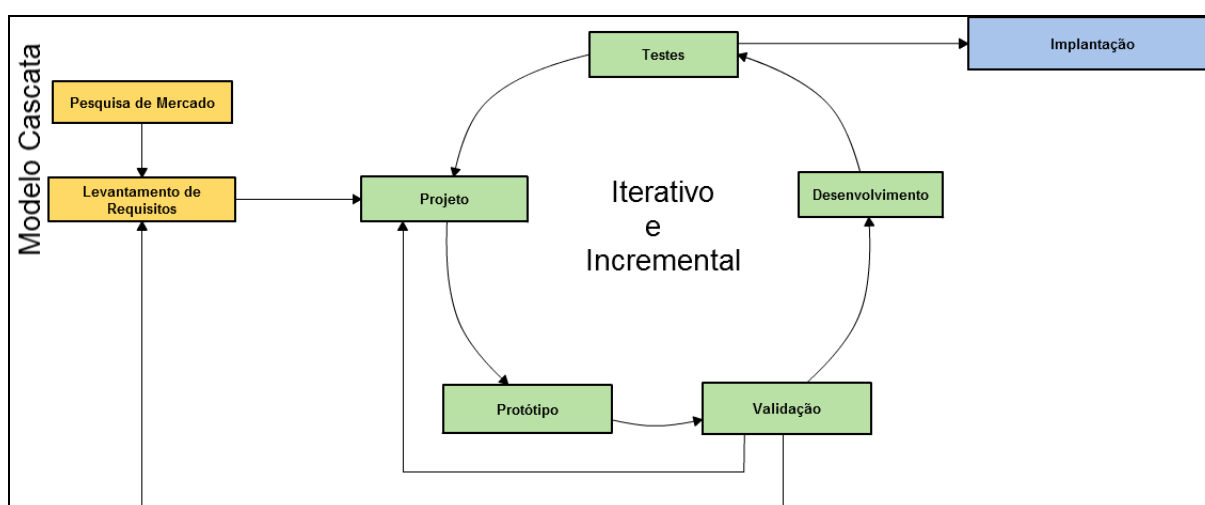 Modelo Cascata
Testes
Implantação
Pesquisa de Mercado
Levantamento de
Requisitos
Projeto
Iterativo
e
Incremental
Desenvolvimento
Protótipo
Validação